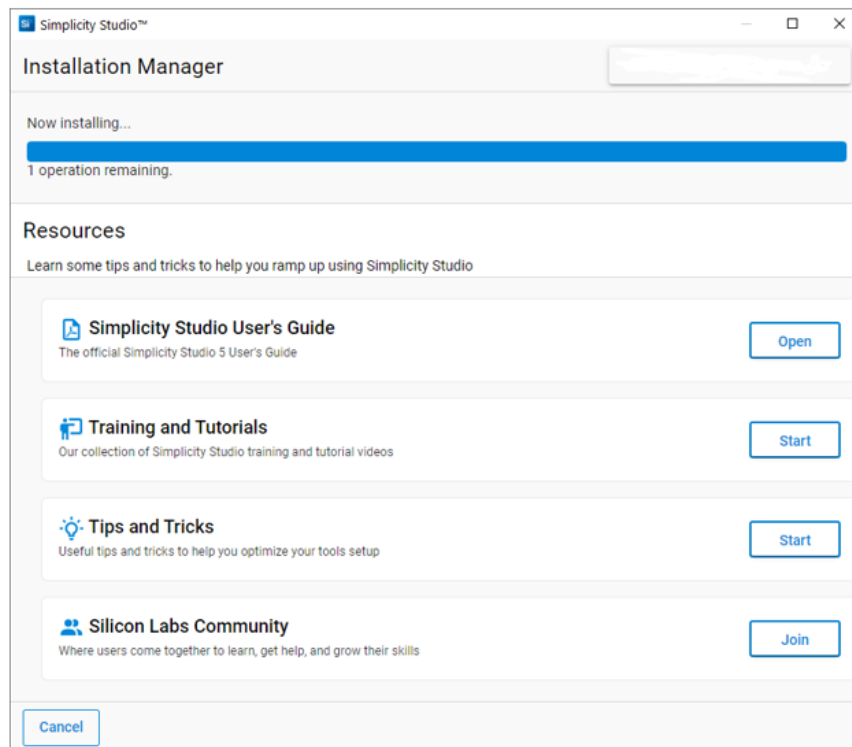 Si Simplicity Studio™
Installation Manager
Now installing...
1 operation remaining.
Resources
Learn some tips and tricks to help you ramp up using Simplicity Studio
Simplicity Studio User's Guide
The official Simplicity Studio 5 User's Guide
Open
Training and Tutorials
Our collection of Simplicity Studio training and tutorial videos
Start
Tips and Tricks
Useful tips and tricks to help you optimize your tools setup
Start
Silicon Labs Community
Where users come together to learn, get help, and grow their skills
Join
Cancel